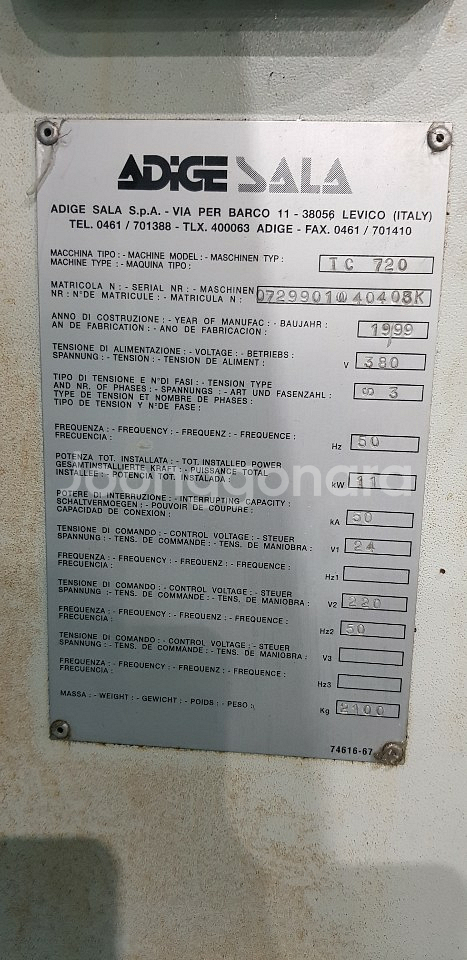 ADIGE SALA
ADIGE SALA S.p.A. - VIA PER BARCO 11 - 38056 LEVICO (ITALY)
TEL. 0461 / 701388 - TLX. 400063 ADIGE - FAX. 0461 / 701410
MACCHINA TIPO: - MACHINE MODEL: - MASCHINEN TYP:
MACHINE TYPE: - MAQUINA TIPO: TC 720
MATRICOLA N: - SERIAL NR: - MASCHINEN
NR: - N°DE MATRICULE: - MATRICULA N:
ANNO DI COSTRUZIONE: - YEAR OF MANUFAC: - BAUJAHR:
AN DE FABRICATION: - ANO DE FABRICACION: 1999
TENSIONE DI ALIMENTAZIONE: - VOLTAGE: - BETRIEBS:
SPANNUNG: - TENSION: - TENSION DE ALIMENT: V 380
TIPO DI TENSIONE E N°DI FASI: - TENSION TYPE
AND NR. OF PHASES: - SPANNUNGS: - ART UND FASENZAHL:
TYPE DE TENSION ET NOMBRE DE PHASES:
TIPO DE TENSION Y N°DE FASE: 3
FREQUENZA: - FREQUENCY: - FREQUENZ: - FREQUENCE:
FRECUENCIA: Hz 50
POTENZA TOT. INSTALLATA: - TOT. INSTALLED POWER
GESAMTINSTALLIERTE KRAFT: - PUISSANCE TOTAL
INSTALLEE: - POTENCIA TOT. INSTALADA: kW 11
POTERE DI INTERRUZIONE: - INTERRUPTING CAPACITY:
SCHALTVERMOEGEN: - POUVOIR DE COUPURE:
CAPACIDAD DE CONEXION: kA 50
TENSIONE DI COMANDO: - CONTROL VOLTAGE: - STEUER
SPANNUNG: - TENS. DE COMMANDE: - TENS. DE MANIOBRA: V1 24
FREQUENZA: - FREQUENCY: - FREQUENZ: - FREQUENCE:
FRECUENCIA: Hz1
TENSIONE DI COMANDO: - CONTROL VOLTAGE: - STEUER
SPANNUNG: - TENS. DE COMMANDE: - TENS. DE MANIOBRA: V2 220
FREQUENZA: - FREQUENCY: - FREQUENZ: - FREQUENCE:
FRECUENCIA: Hz2 50
TENSIONE DI COMANDO: - CONTROL VOLTAGE: - STEUER
SPANNUNG: - TENS. DE COMMANDE: - TENS. DE MANIOBRA: V3
FREQUENZA: - FREQUENCY: - FREQUENZ: - FREQUENCE:
FRECUENCIA: Hz3
MASSA: - WEIGHT: - GEWICHT: - POIDS: - PESO: Kg 2100
74616-67